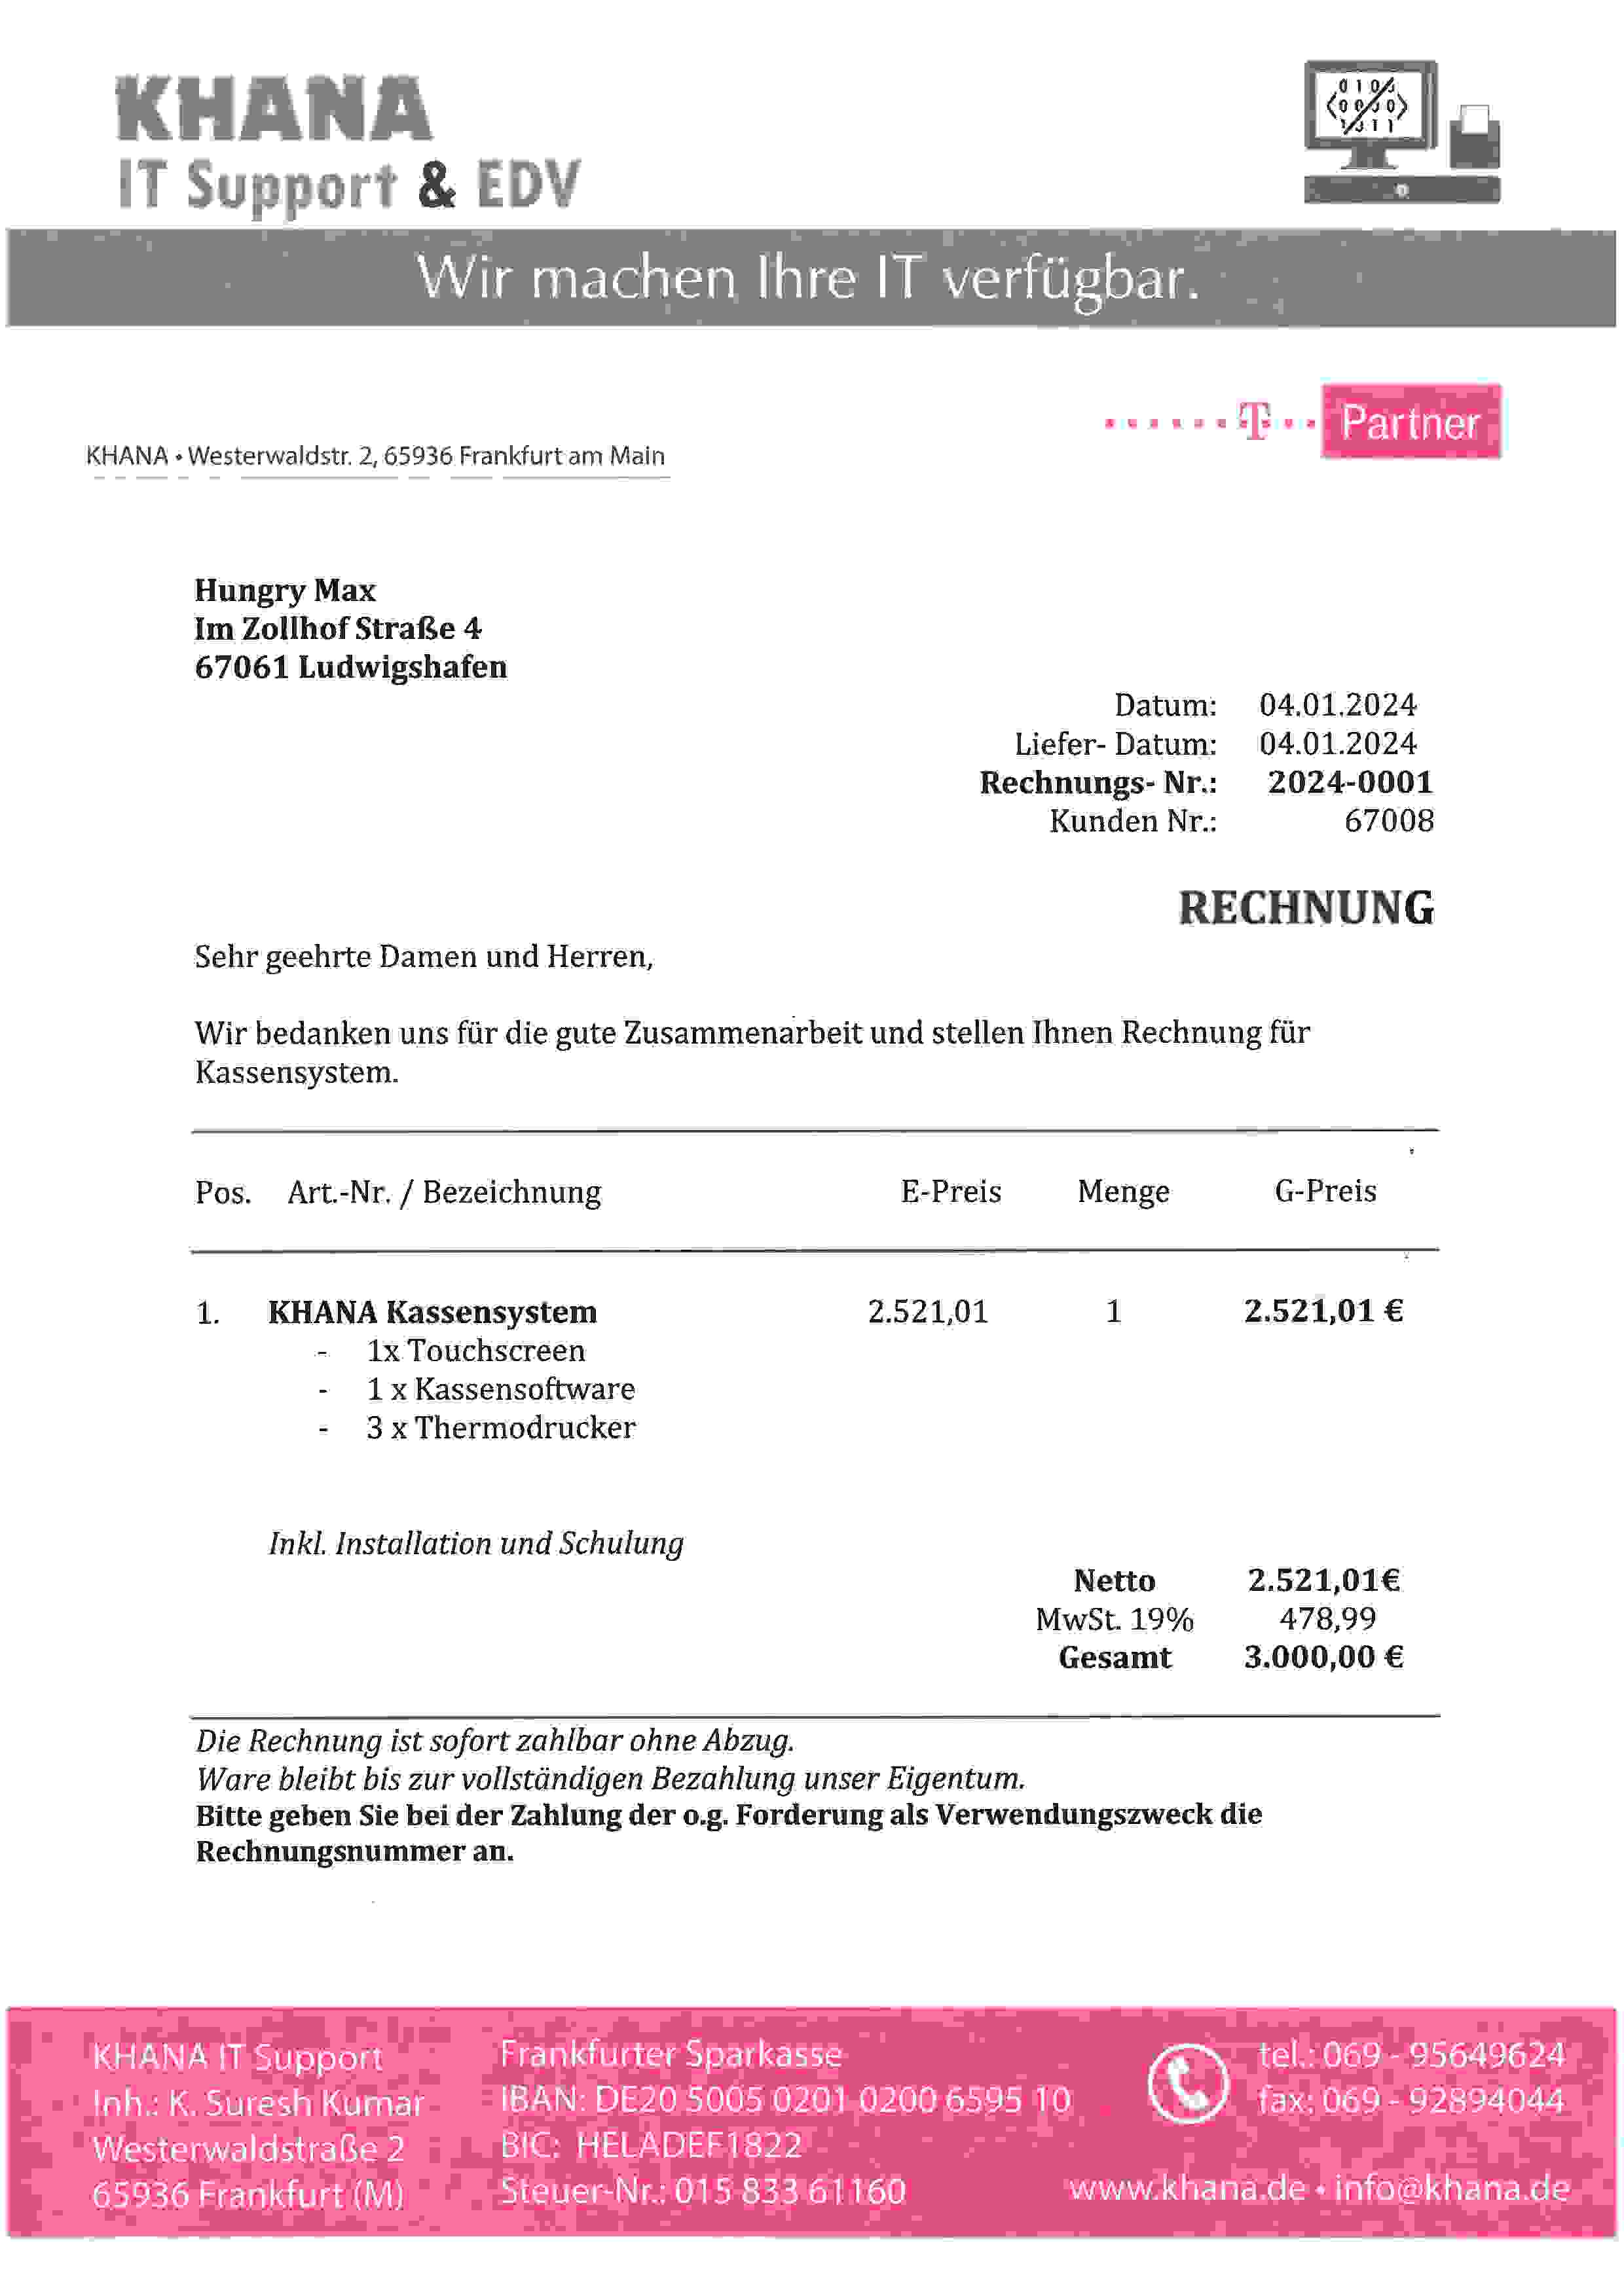 KHANA
IT Support & EDV
Wir machen Ihre IT verfügbar.
T Partner
KHANA • Westerwaldstr. 2, 65936 Frankfurt am Main
Hungry Max
Im Zollhof Straße 4
67061 Ludwigshafen
Datum: 04.01.2024
Liefer- Datum: 04.01.2024
Rechnungs- Nr.: 2024-0001
Kunden Nr.: 67008
RECHNUNG
Sehr geehrte Damen und Herren,
Wir bedanken uns für die gute Zusammenarbeit und stellen Ihnen Rechnung für
Kassensystem.
Pos. Art.-Nr. / Bezeichnung E-Preis Menge G-Preis
1. KHANA Kassensystem 2.521,01 1 2.521,01 €
- 1x Touchscreen
- 1 x Kassensoftware
- 3 x Thermodrucker
Inkl. Installation und Schulung
Netto 2.521,01€
MwSt. 19% 478,99
Gesamt 3.000,00 €
Die Rechnung ist sofort zahlbar ohne Abzug.
Ware bleibt bis zur vollständigen Bezahlung unser Eigentum.
Bitte geben Sie bei der Zahlung der o.g. Forderung als Verwendungszweck die
Rechnungsnummer an.
KHANA IT Support
Inh.: K. Suresh Kumar
Westerwaldstraße 2
65936 Frankfurt (M)
Frankfurter Sparkasse
IBAN: DE20 5005 0201 0200 6595 10
BIC: HELADEF1822
Steuer-Nr.: 015 833 61160
tel.: 069 - 95649624
fax: 069 - 92894044
www.khana.de • info@khana.de